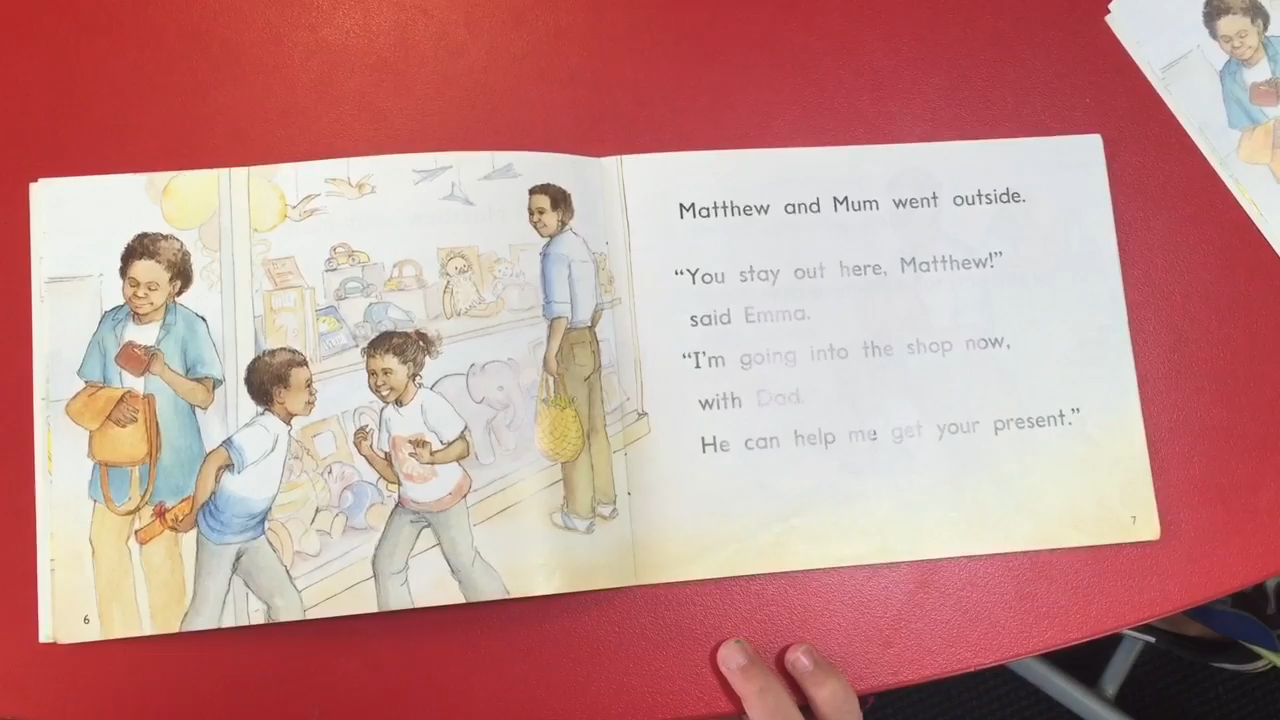 Matthew and Mum went outside.
“You stay out here, Matthew!”
said Emma.
“I’m going into the shop now,
with Dad.
He can help me get your present.”
6
7